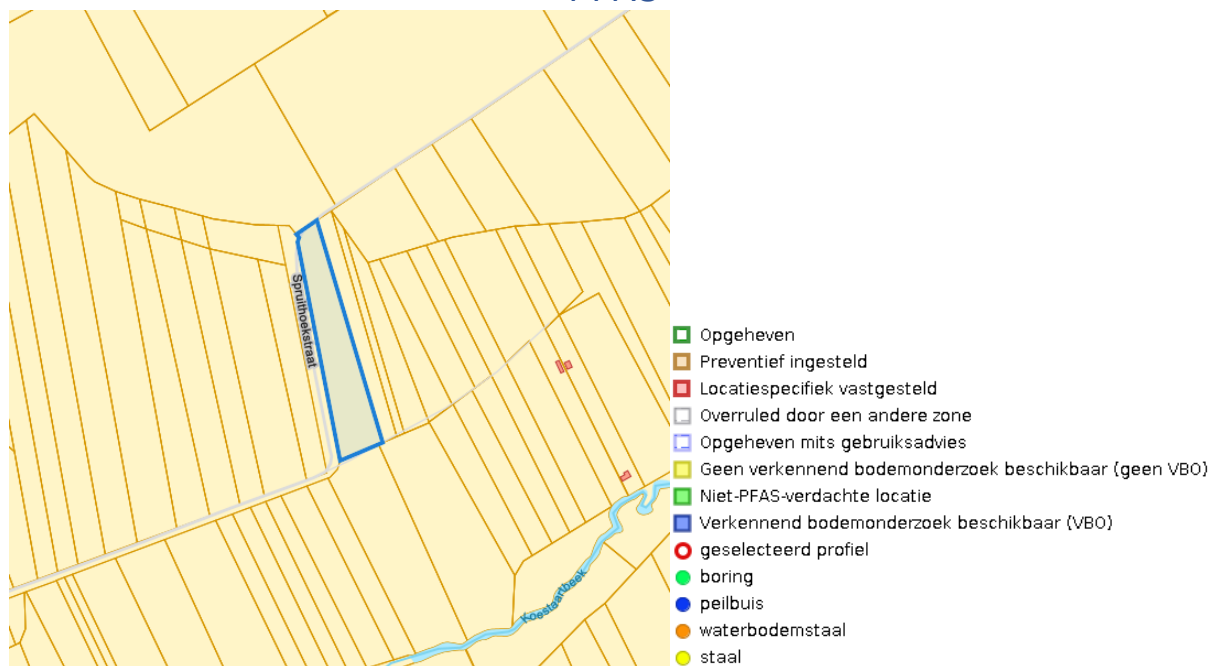 PFAS
Spruithoekstraat
Koestaartbeek
Opgeheven
Preventief ingesteld
Locatiespecifiek vastgesteld
Overruled door een andere zone
Opgeheven mits gebruiksadvies
Geen verkennend bodemonderzoek beschikbaar (geen VBO)
Niet-PFAS-verdachte locatie
Verkennend bodemonderzoek beschikbaar (VBO)
geselecteerd profiel
boring
peilbuis
waterbodemstaal
staal